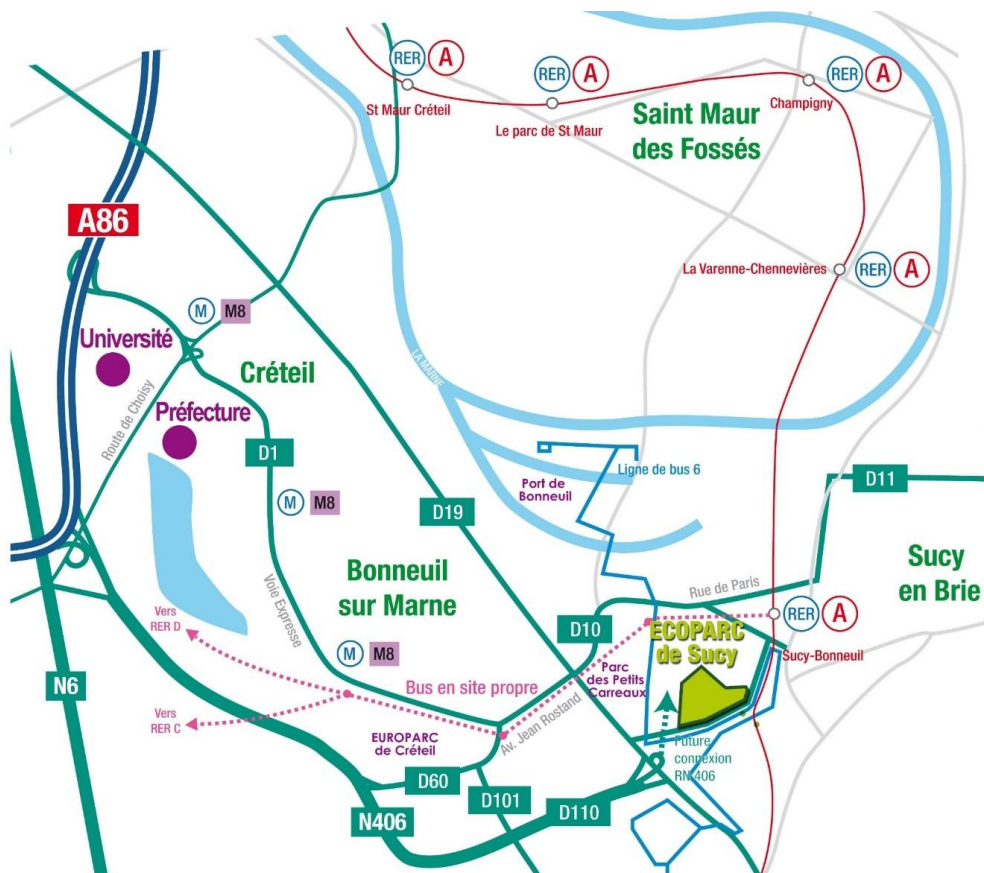 RER A
St Maur Créteil
RER A
Le parc de St Maur
RER A
Champigny
Saint Maur
des Fossés
A86
La Varenne-Chennevières
RER A
M M8
Université
Créteil
LA MARNE
Route de Choisy
Préfecture
D1
Ligne de bus 6
Port de
Bonneuil
D11
M M8
D19
Bonneuil
sur Marne
Sucy
en Brie
Voie Expresse
Rue de Paris
Vers
RER D
D10
ECOPARC
de Sucy
RER A
Sucy-Bonneuil
M M8
Parc
des Petits
Carreaux
N6
Bus en site propre
Vers
RER C
Av. Jean Rostand
EUROPARC
de Créteil
Future
connexion
RN 406
D60
D101
D110
N406